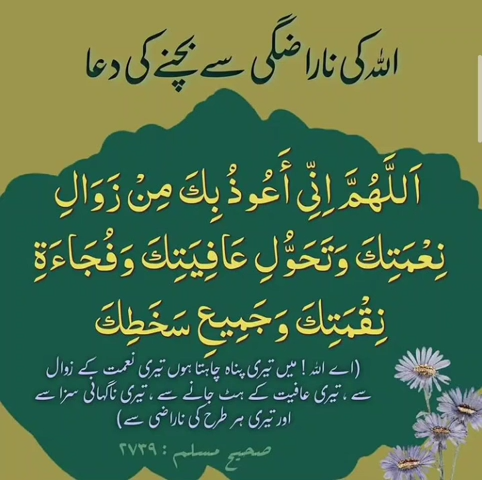 اللہ کی ناراضگی سے بچنے کی دعا
اَللَّهُمَّ اِنِّي أَعُوذُ بِكَ مِنْ زَوَالِ
نِعْمَتِكَ وَتَحَوُّلِ عَافِيَتِكَ وَفُجَاءَةِ
نِقْمَتِكَ وَجَمِيعِ سَخَطِكَ
(اے اللہ ! میں تیری پناہ چاہتا ہوں تیری نعمت کے زوال
سے ، تیری عافیت کے ہٹ جانے سے ، تیری ناگہانی سزا سے
اور تیری ہر طرح کی ناراضی سے)
صحیح مسلم : ۲۷۳۹